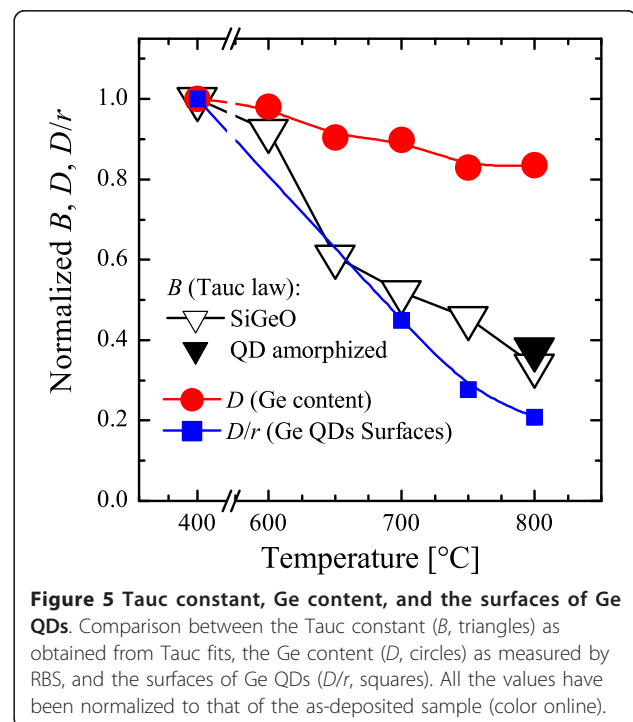 Normalized B, D, D/r
1.0
0.8
0.6
0.4
0.2
0.0
B (Tauc law):
SiGeO
QD amorphized
D (Ge content)
D/r (Ge QDs Surfaces)
400 600 700 800
Temperature [°C]
Figure 5 Tauc constant, Ge content, and the surfaces of Ge
QDs. Comparison between the Tauc constant (B, triangles) as
obtained from Tauc fits, the Ge content (D, circles) as measured by
RBS, and the surfaces of Ge QDs (D/r, squares). All the values have
been normalized to that of the as-deposited sample (color online).